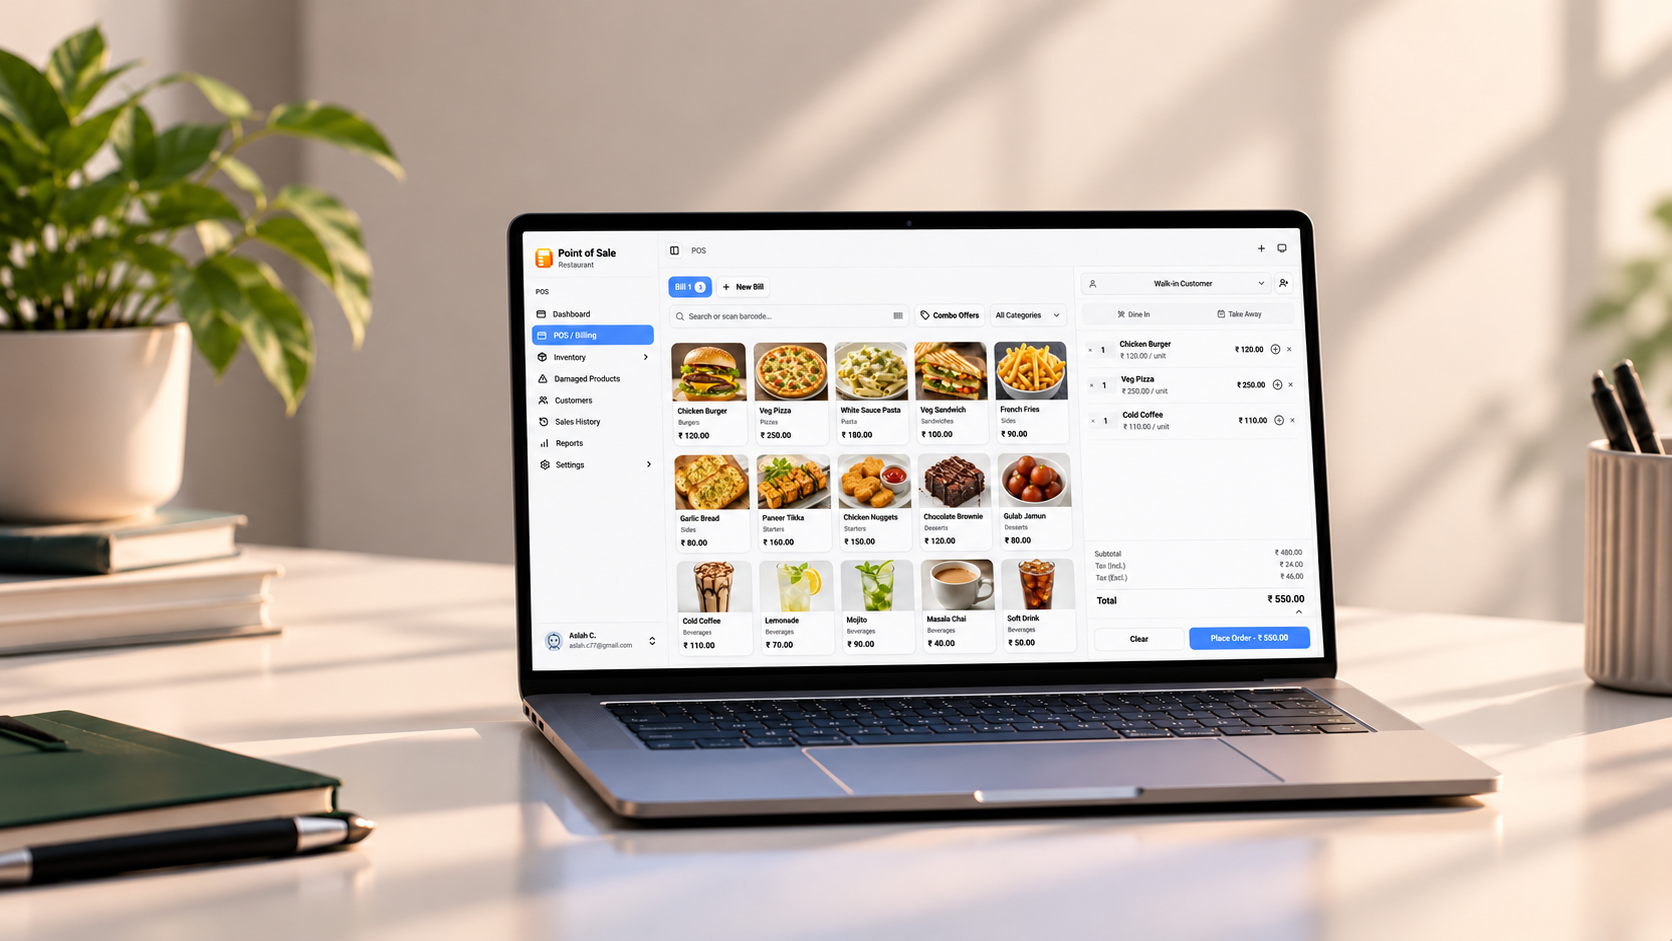 Point of Sale
Restaurant
POS
Dashboard
POS / Billing
Inventory
Damaged Products
Customers
Sales History
Reports
Settings
Aslah C.
aslah.c77@gmail.com
POS
Bill 1 3
+ New Bill
Search or scan barcode...
Combo Offers
All Categories
Chicken Burger
Burgers
₹ 120.00
Veg Pizza
Pizzas
₹ 250.00
White Sauce Pasta
Pasta
₹ 180.00
Veg Sandwich
Sandwiches
₹ 100.00
French Fries
Sides
₹ 90.00
Garlic Bread
Sides
₹ 80.00
Paneer Tikka
Starters
₹ 160.00
Chicken Nuggets
Starters
₹ 150.00
Chocolate Brownie
Desserts
₹ 120.00
Gulab Jamun
Desserts
₹ 80.00
Cold Coffee
Beverages
₹ 110.00
Lemonade
Beverages
₹ 70.00
Mojito
Beverages
₹ 90.00
Masala Chai
Beverages
₹ 40.00
Soft Drink
Beverages
₹ 50.00
Walk-in Customer
Dine In
Take Away
× 1 Chicken Burger ₹ 120.00 ×
₹ 120.00 / unit
× 1 Veg Pizza ₹ 250.00 ×
₹ 250.00 / unit
× 1 Cold Coffee ₹ 110.00 ×
₹ 110.00 / unit
Subtotal ₹ 480.00
Tax (Incl.) ₹ 24.00
Tax (Excl.) ₹ 46.00
Total ₹ 550.00
Clear
Place Order - ₹ 550.00